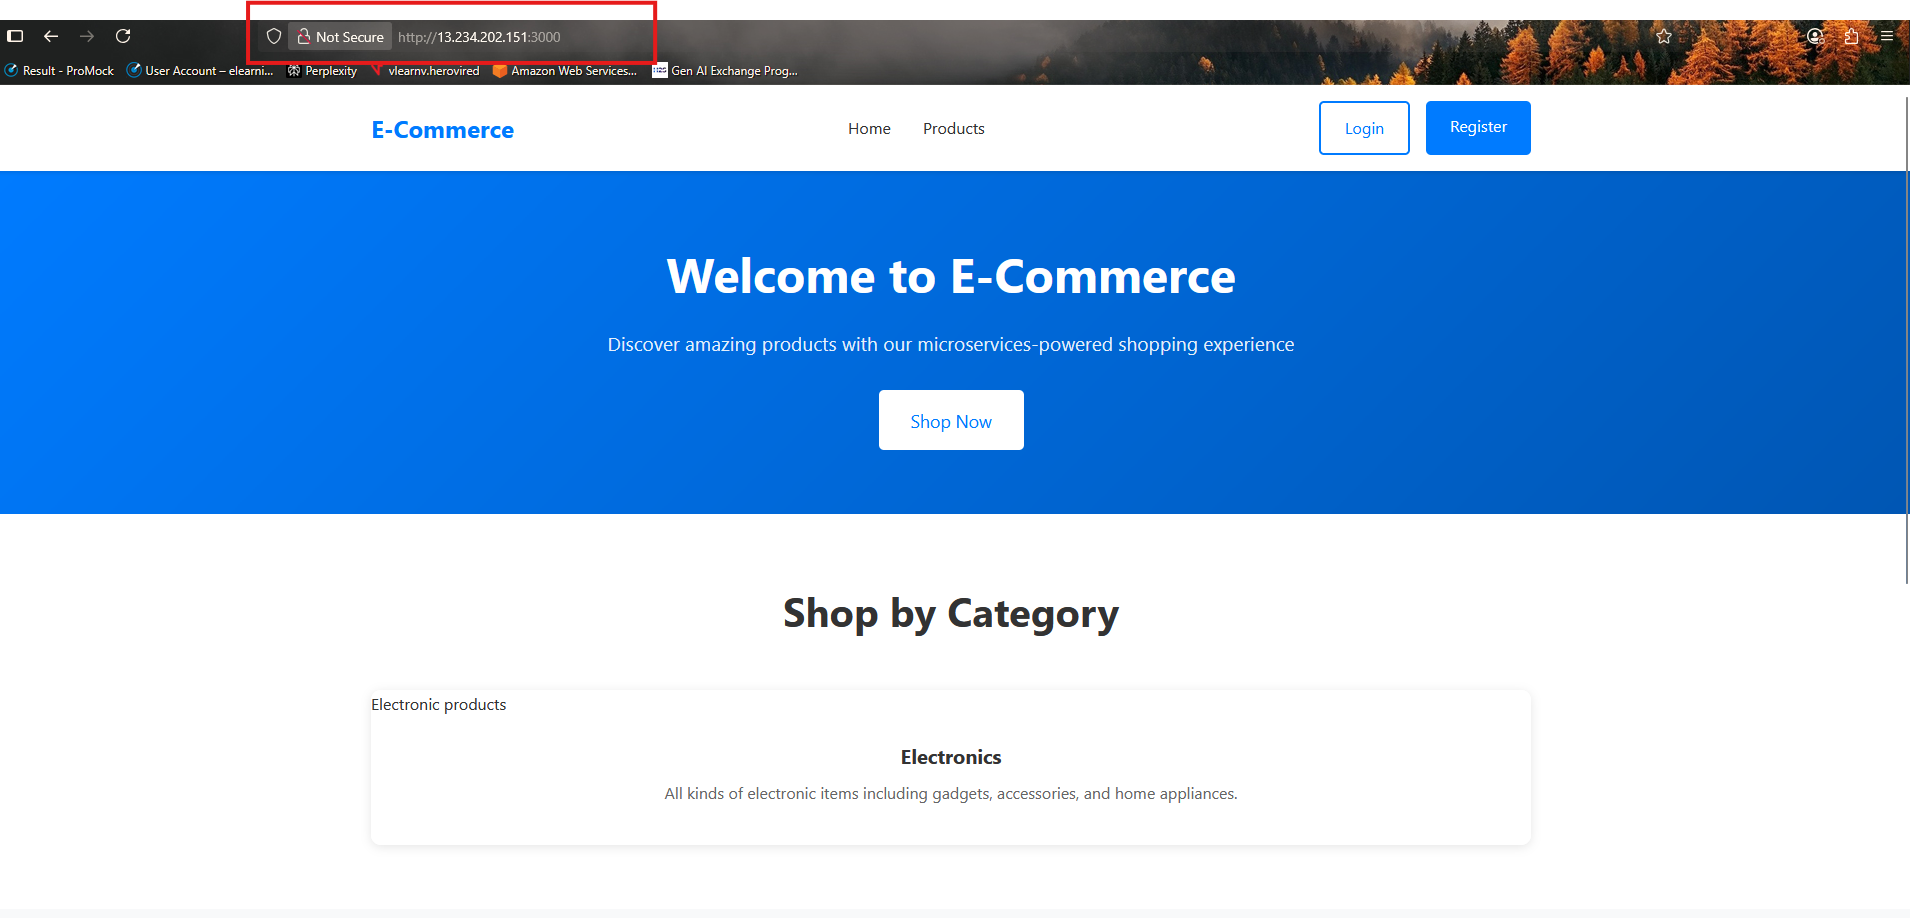 Not Secure http://13.234.202.151:3000
Result - ProMock User Account – elearni... Perplexity vlearnv.herovired Amazon Web Services... Gen AI Exchange Prog...
E-Commerce Home Products Login Register
Welcome to E-Commerce
Discover amazing products with our microservices-powered shopping experience
Shop Now
Shop by Category
Electronic products
Electronics
All kinds of electronic items including gadgets, accessories, and home appliances.